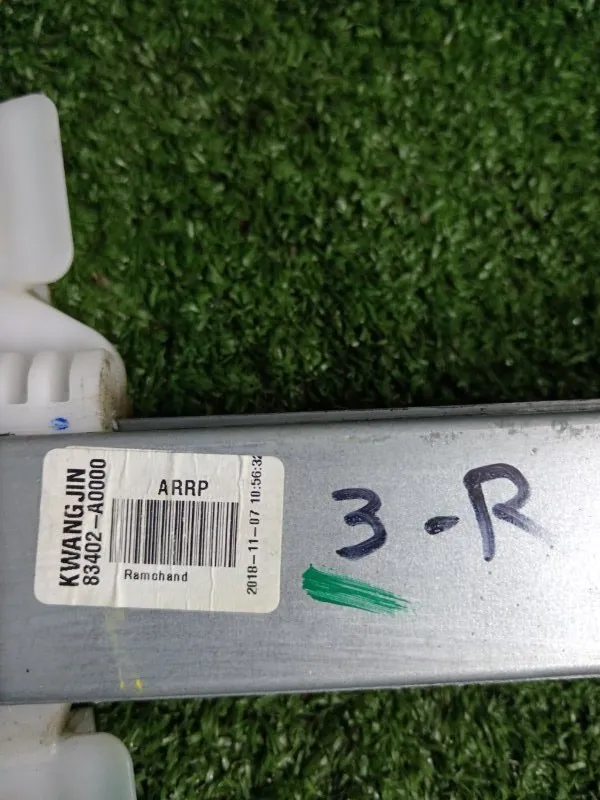 KWANGJIN
83402-A0000
ARRP
Ramchand
2018-11-07 10:56:32
3-R